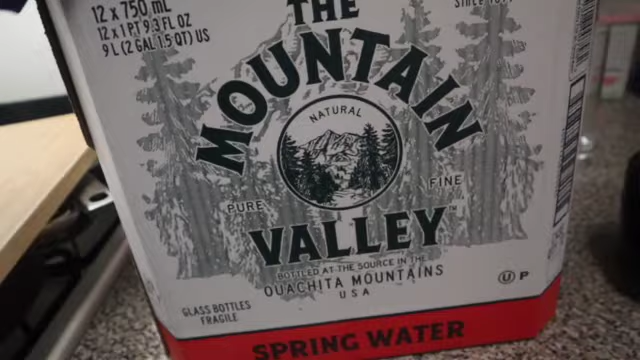 12 x 750 mL
12 x 1 PT 9.3 FL OZ
9 L (2 GAL 1.5 QT) US
THE
MOUNTAIN
NATURAL
PURE
FINE
VALLEY™
BOTTLED AT THE SOURCE IN THE
OUACHITA MOUNTAINS
USA
GLASS BOTTLES
FRAGILE
U P
SPRING WATER